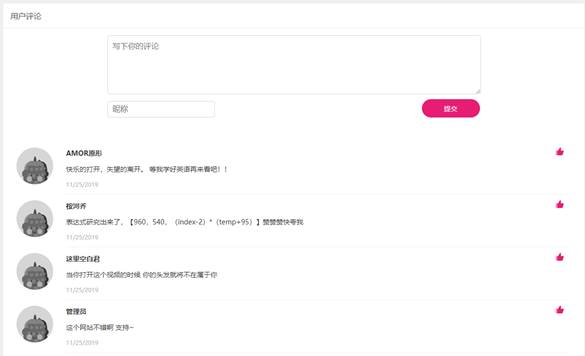 用户评论
写下你的评论
昵称
提交
AMOR原形
快乐的打开，失望的离开。 等我学好英语再来看吧！！
11/25/2019
桉河养
表达式研究出来了，【960，540，（index-2）*（temp+95）】赞赞赞快夸我
11/25/2019
这里空白君
当你打开这个视频的时候 你的头发就将不在属于你
11/25/2019
管理员
这个网站不错啊 支持~
11/25/2019